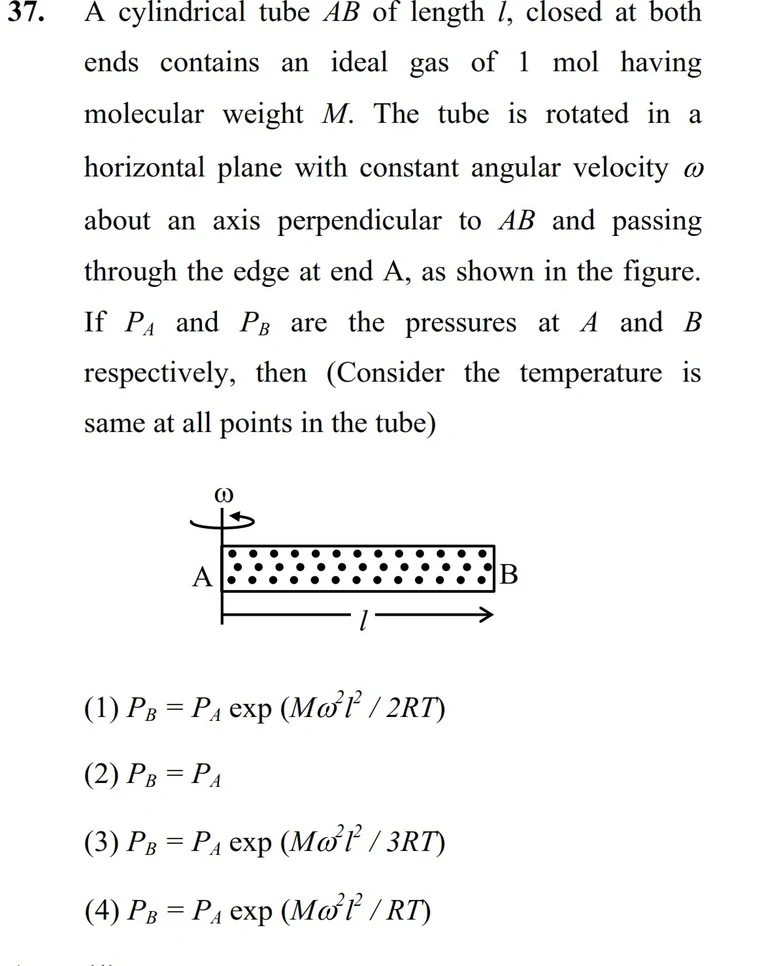 37. A cylindrical tube AB of length l, closed at both
ends contains an ideal gas of 1 mol having
molecular weight M. The tube is rotated in a
horizontal plane with constant angular velocity ω
about an axis perpendicular to AB and passing
through the edge at end A, as shown in the figure.
If P_A and P_B are the pressures at A and B
respectively, then (Consider the temperature is
same at all points in the tube)
ω
A
B
l
(1) P_B = P_A exp (Mω²l² / 2RT)
(2) P_B = P_A
(3) P_B = P_A exp (Mω²l² / 3RT)
(4) P_B = P_A exp (Mω²l² / RT)